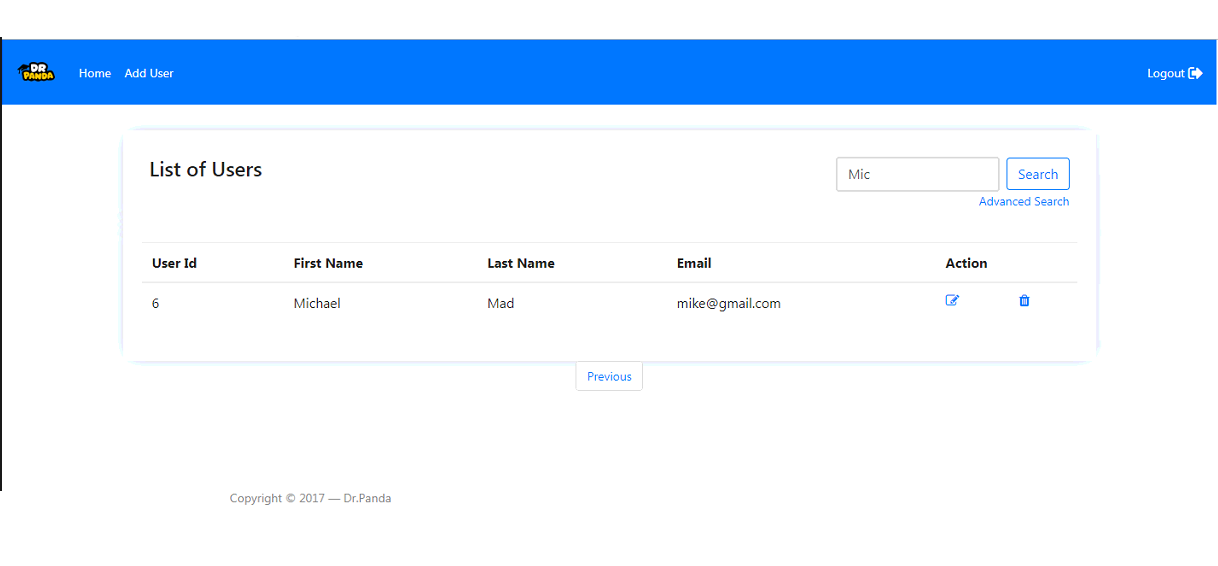 DR PANDA Home Add User Logout
List of Users
Mic Search
Advanced Search
User Id First Name Last Name Email Action
6 Michael Mad mike@gmail.com
Previous
Copyright © 2017 — Dr.Panda